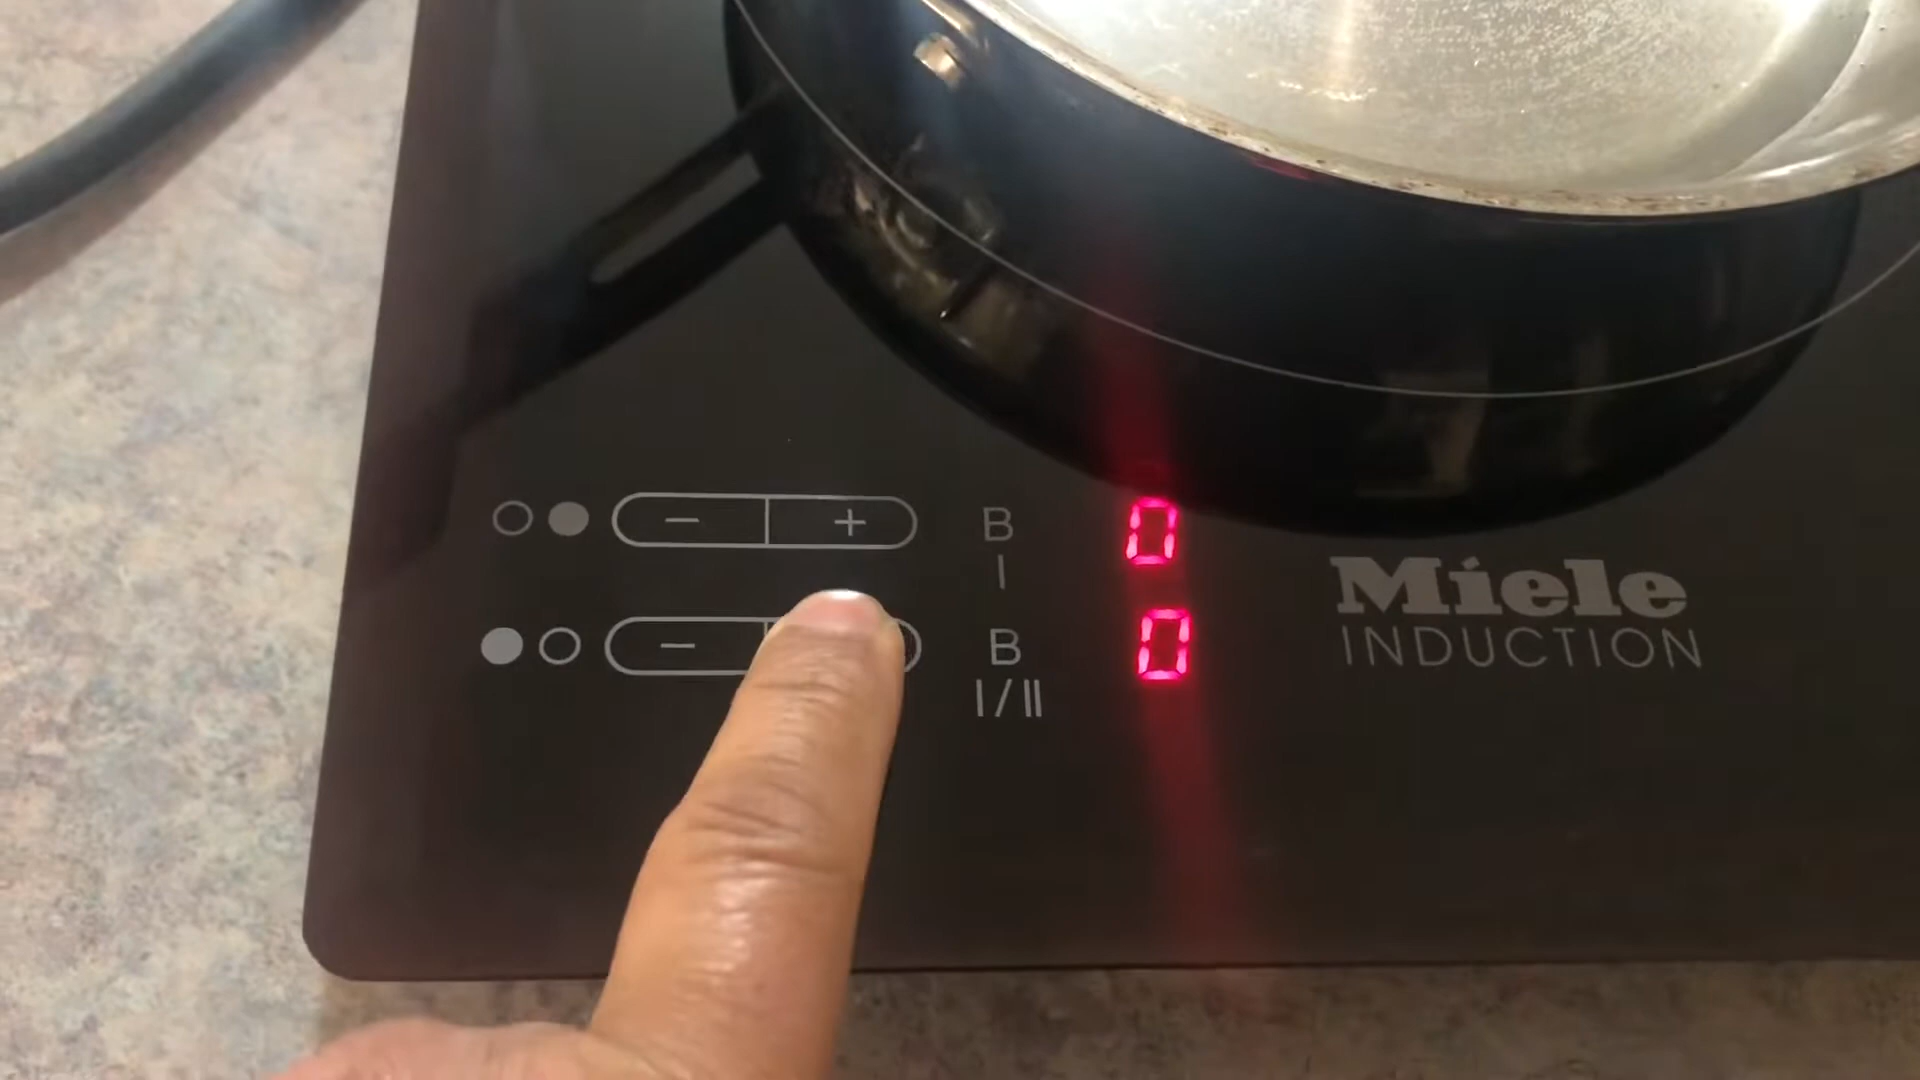 − + B 0
I
− B 0
I/II
Miele
INDUCTION